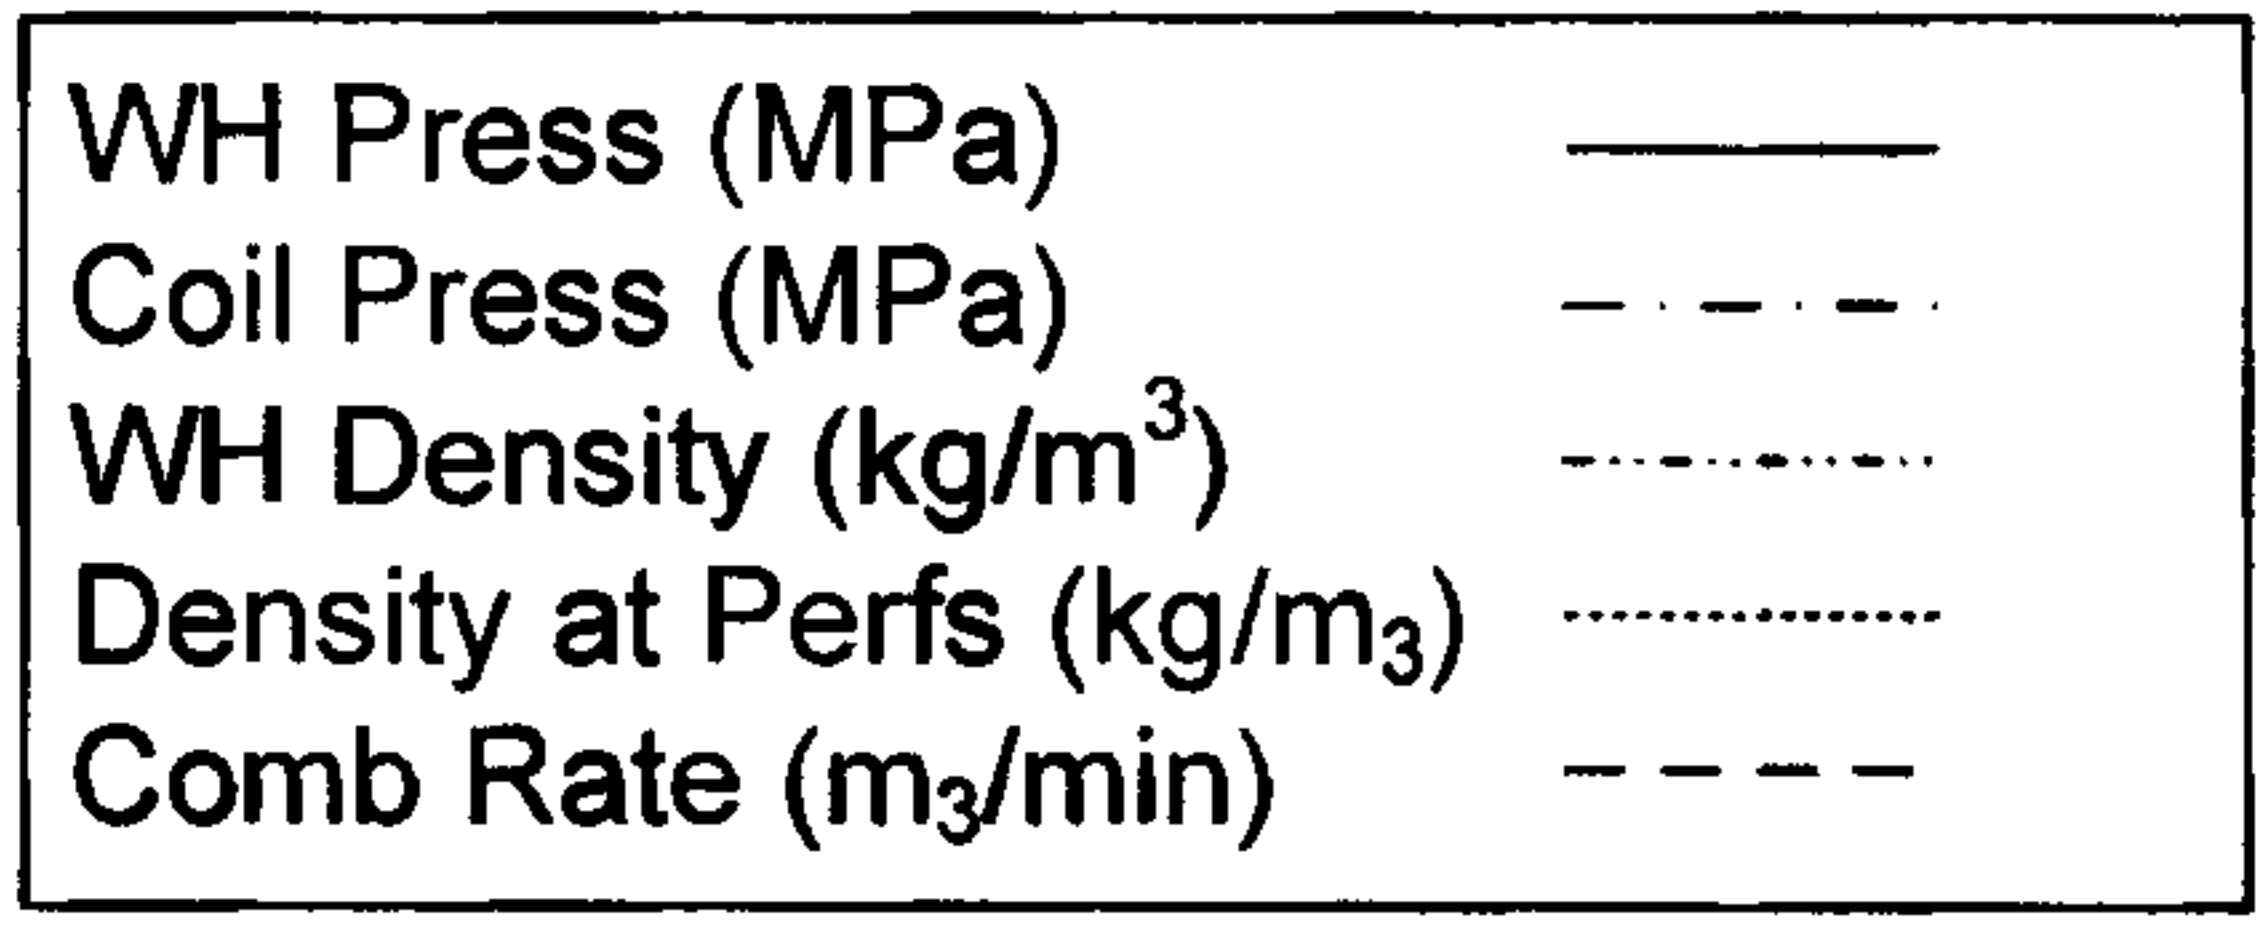 WH Press (MPa)
Coil Press (MPa)
WH Density (kg/m³)
Density at Perfs (kg/m₃)
Comb Rate (m₃/min)